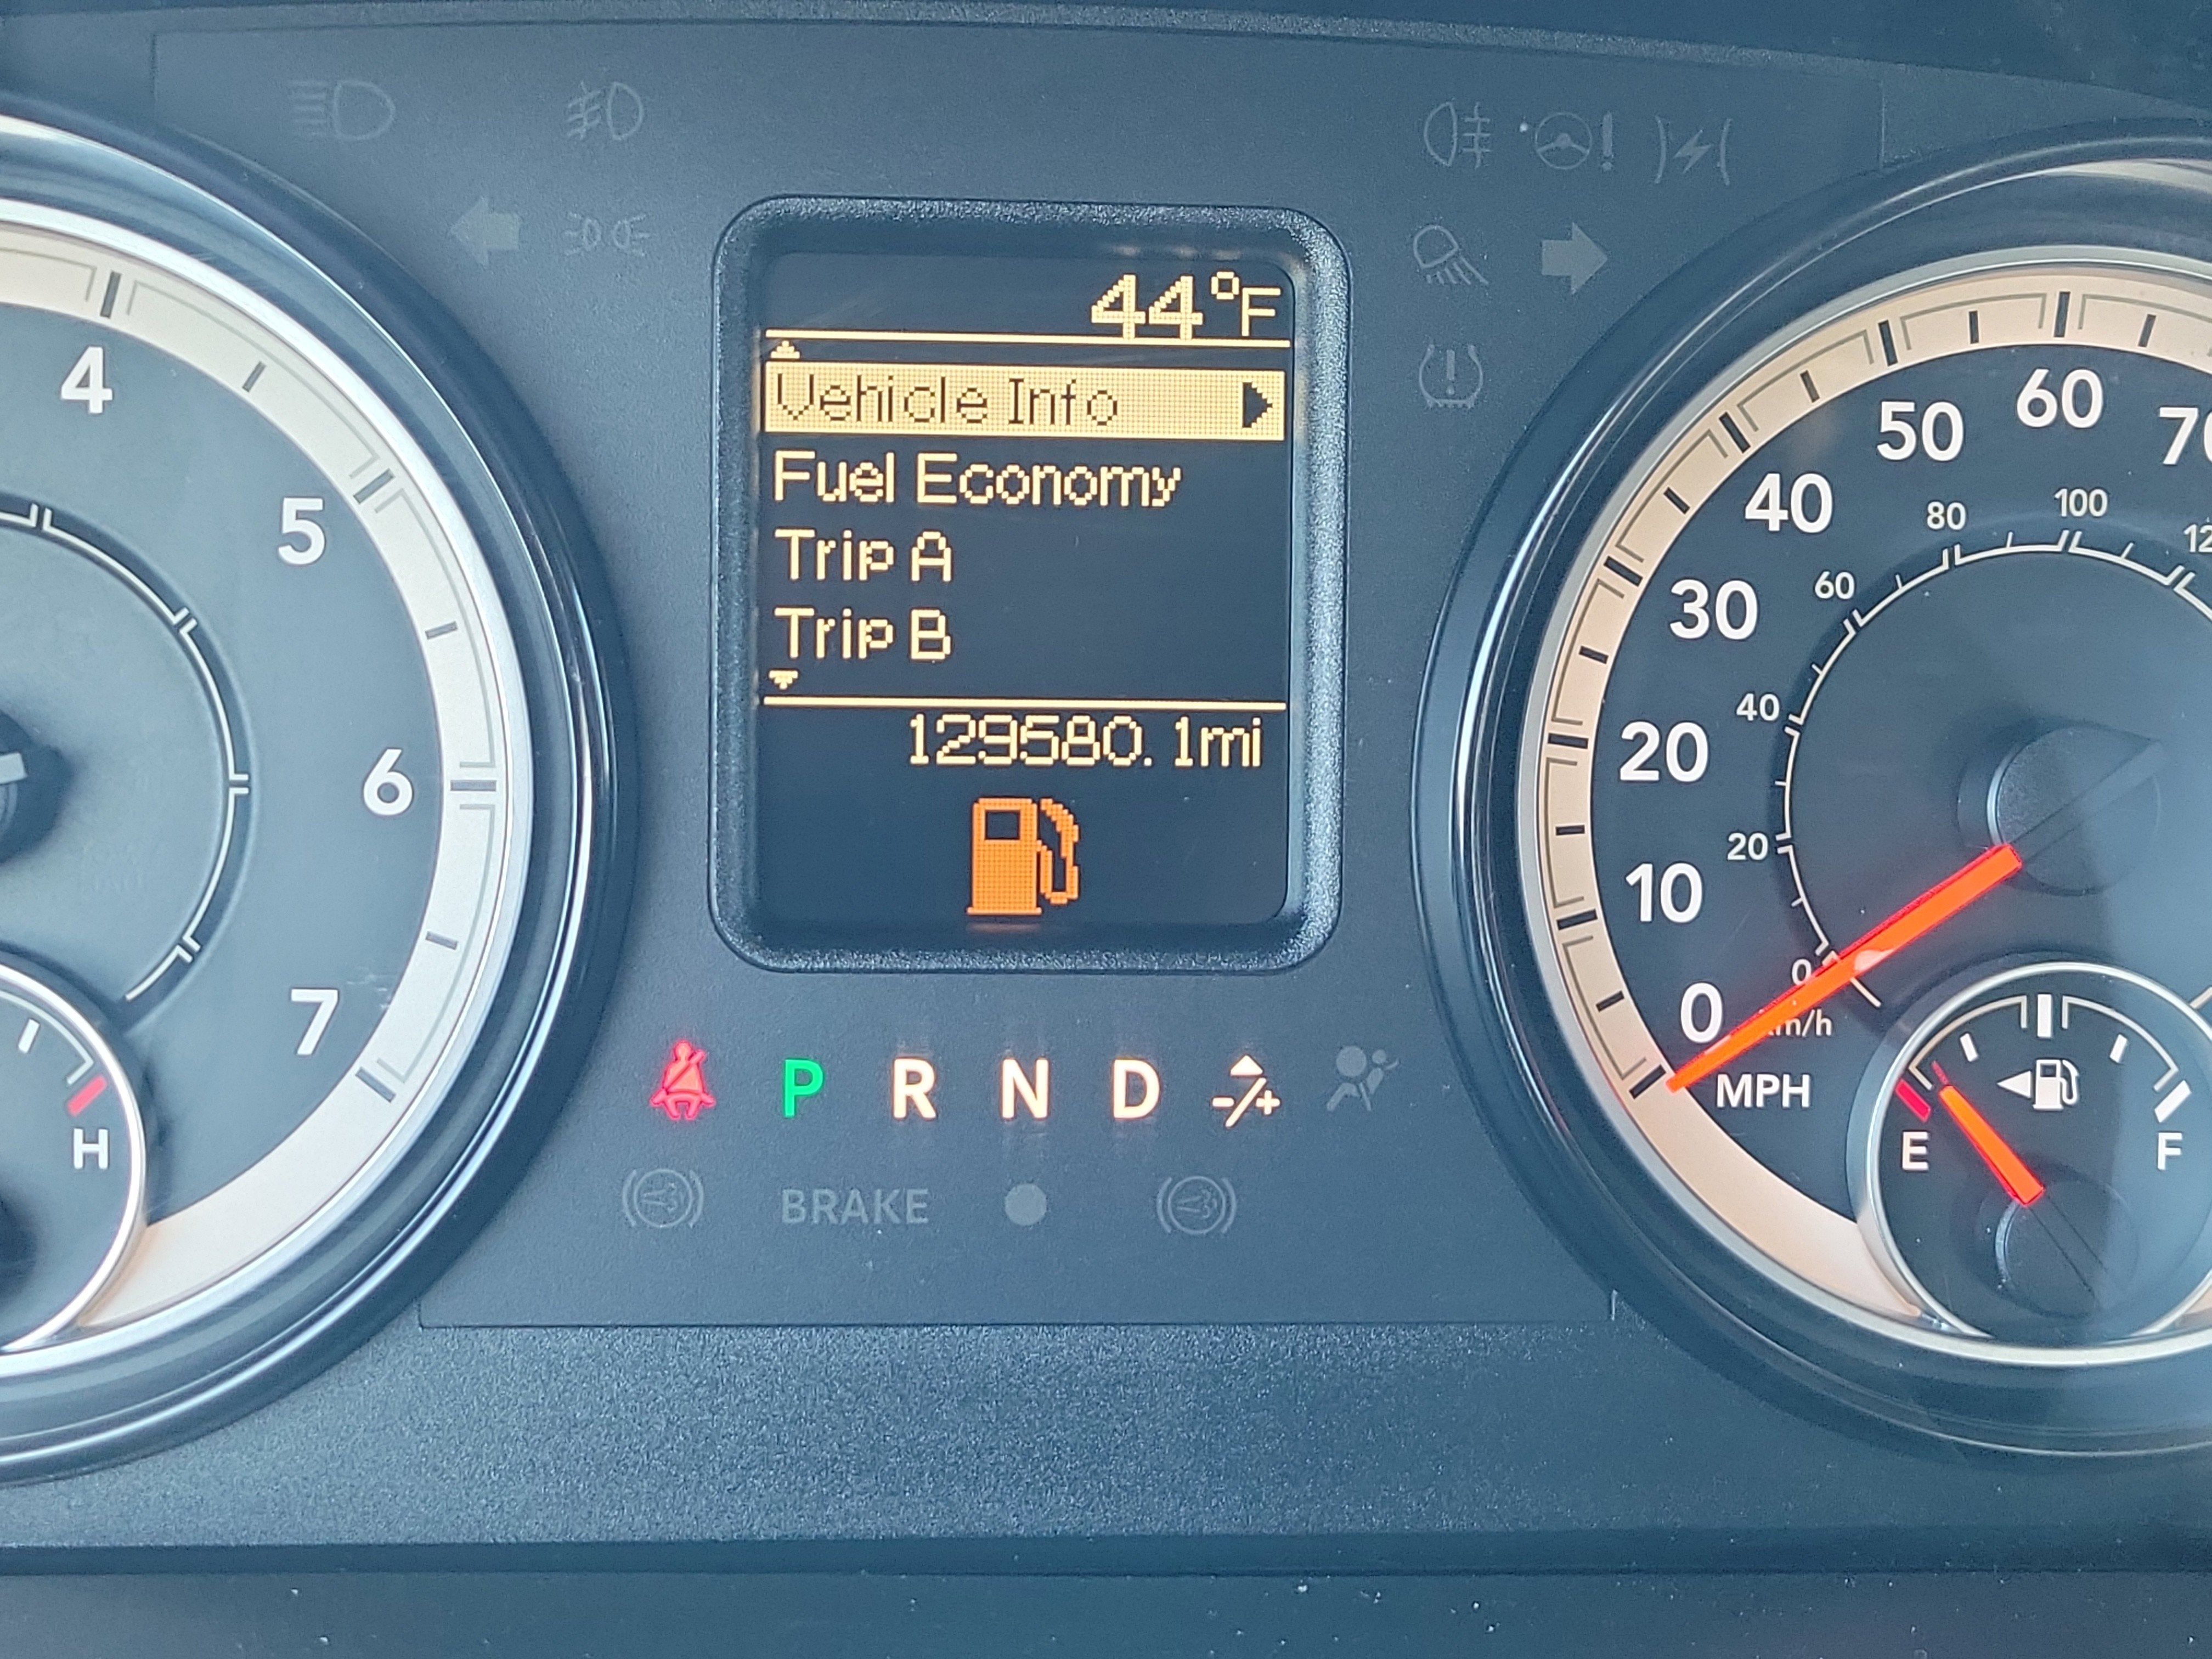 44°F
Vehicle Info
Fuel Economy
Trip A
Trip B
129580.1mi
4
5
6
7
H
P R N D -/+
BRAKE
0
10
20
30
40
50
60
70
0
20
40
60
80
100
km/h
MPH
E
F